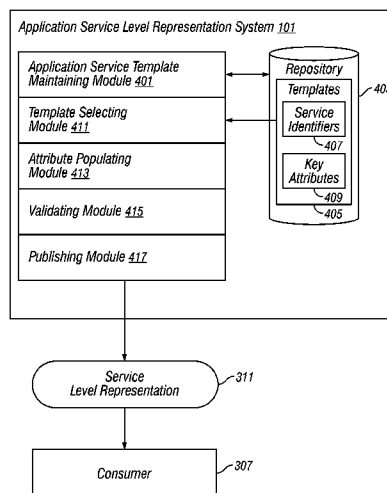 Application Service Level Representation System 101
Application Service Template
Maintaining Module 401
Template Selecting
Module 411
Attribute Populating
Module 413
Validating Module 415
Publishing Module 417
Repository
Templates
Service
Identifiers
407
Key
Attributes
409
405
Service
Level Representation
311
Consumer
307